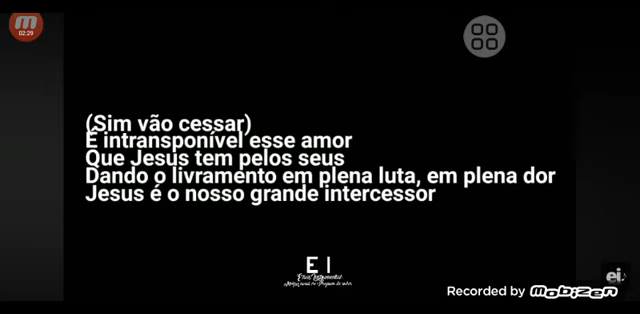 02:29
(Sim vão cessar)
É intransponível esse amor
Que Jesus tem pelos seus
Dando o livramento em plena luta, em plena dor
Jesus é o nosso grande intercessor
E I
ei
Recorded by Mobizen